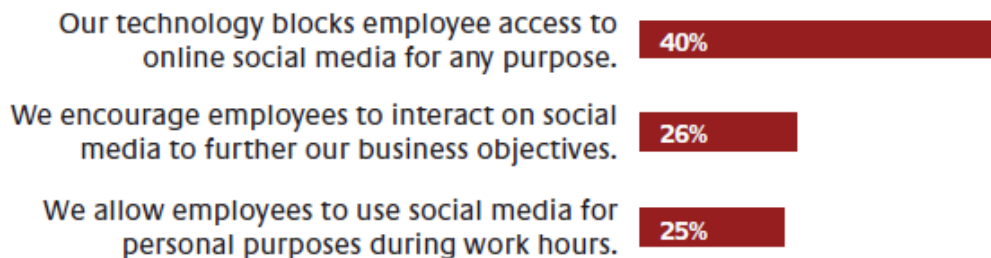 Our technology blocks employee access to
online social media for any purpose.
40%
We encourage employees to interact on social
media to further our business objectives.
26%
We allow employees to use social media for
personal purposes during work hours.
25%